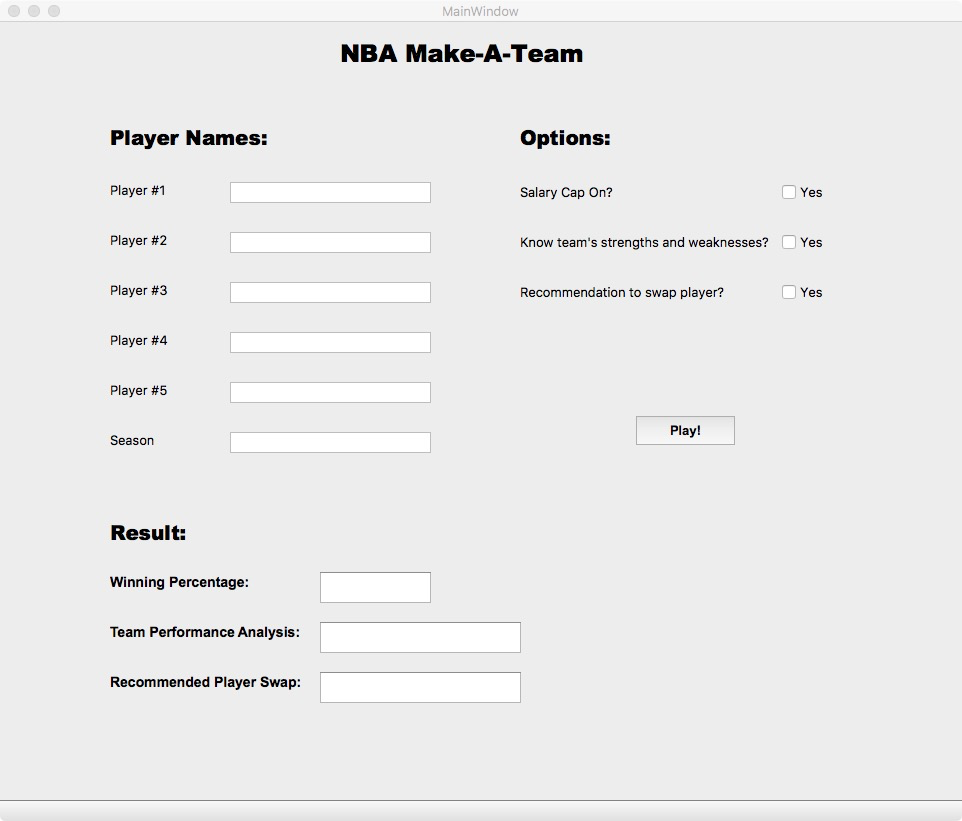 MainWindow
NBA Make-A-Team
Player Names:
Player #1
Player #2
Player #3
Player #4
Player #5
Season
Options:
Salary Cap On? Yes
Know team's strengths and weaknesses? Yes
Recommendation to swap player? Yes
Play!
Result:
Winning Percentage:
Team Performance Analysis:
Recommended Player Swap: